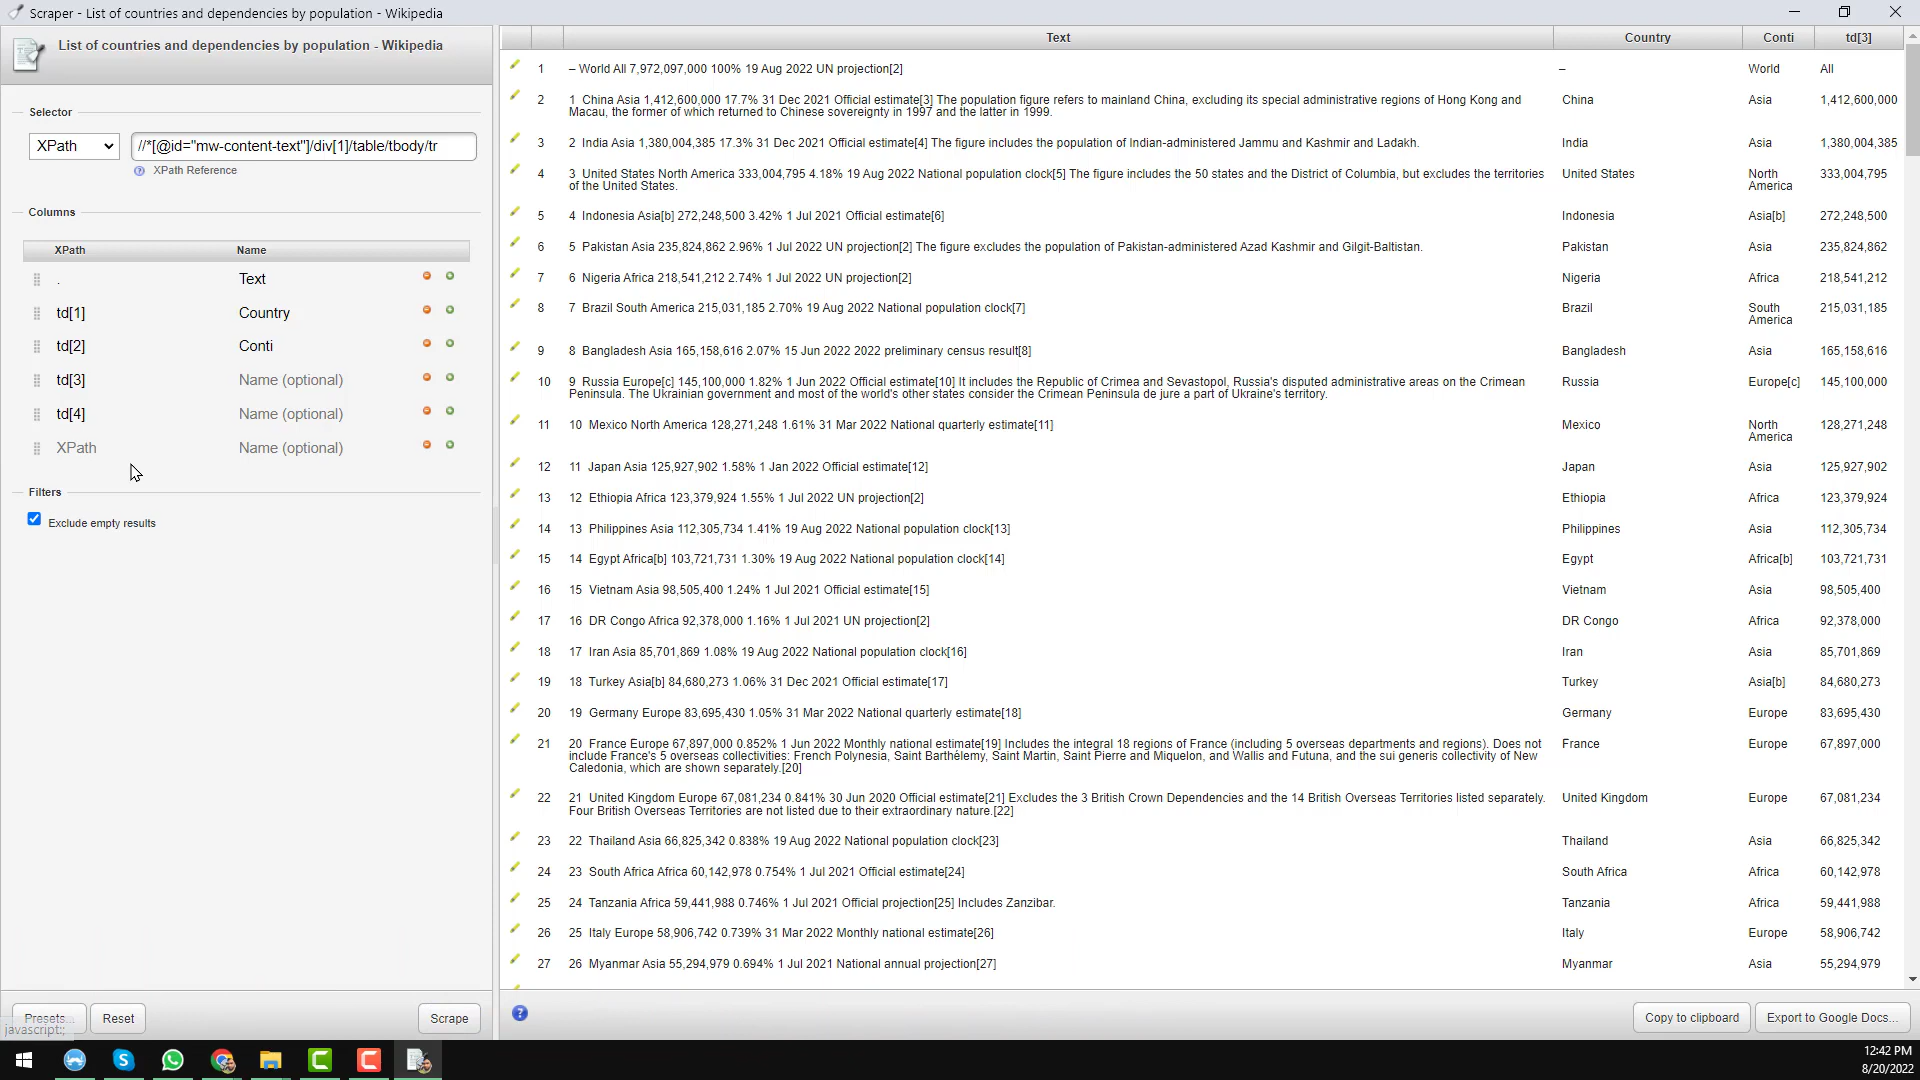 Scraper - List of countries and dependencies by population - Wikipedia
List of countries and dependencies by population - Wikipedia
Selector
XPath
//*[@id="mw-content-text"]/div[1]/table/tbody/tr
XPath Reference
Columns
XPath Name
. Text
td[1] Country
td[2] Conti
td[3] Name (optional)
td[4] Name (optional)
XPath Name (optional)
Filters
Exclude empty results
Presets...
Reset
Scrape
javascript:;
Text Country Conti td[3]
1 – World All 7,972,097,000 100% 19 Aug 2022 UN projection[2] – World All
2 1 China Asia 1,412,600,000 17.7% 31 Dec 2021 Official estimate[3] The population figure refers to mainland China, excluding its special administrative regions of Hong Kong and China Asia 1,412,600,000
Macau, the former of which returned to Chinese sovereignty in 1997 and the latter in 1999.
3 2 India Asia 1,380,004,385 17.3% 31 Dec 2021 Official estimate[4] The figure includes the population of Indian-administered Jammu and Kashmir and Ladakh. India Asia 1,380,004,385
4 3 United States North America 333,004,795 4.18% 19 Aug 2022 National population clock[5] The figure includes the 50 states and the District of Columbia, but excludes the territories United States North 333,004,795
of the United States. America
5 4 Indonesia Asia[b] 272,248,500 3.42% 1 Jul 2021 Official estimate[6] Indonesia Asia[b] 272,248,500
6 5 Pakistan Asia 235,824,862 2.96% 1 Jul 2022 UN projection[2] The figure excludes the population of Pakistan-administered Azad Kashmir and Gilgit-Baltistan. Pakistan Asia 235,824,862
7 6 Nigeria Africa 218,541,212 2.74% 1 Jul 2022 UN projection[2] Nigeria Africa 218,541,212
8 7 Brazil South America 215,031,185 2.70% 19 Aug 2022 National population clock[7] Brazil South 215,031,185
America
9 8 Bangladesh Asia 165,158,616 2.07% 15 Jun 2022 2022 preliminary census result[8] Bangladesh Asia 165,158,616
10 9 Russia Europe[c] 145,100,000 1.82% 1 Jun 2022 Official estimate[10] It includes the Republic of Crimea and Sevastopol, Russia's disputed administrative areas on the Crimean Russia Europe[c] 145,100,000
Peninsula. The Ukrainian government and most of the world's other states consider the Crimean Peninsula de jure a part of Ukraine's territory.
11 10 Mexico North America 128,271,248 1.61% 31 Mar 2022 National quarterly estimate[11] Mexico North 128,271,248
America
12 11 Japan Asia 125,927,902 1.58% 1 Jan 2022 Official estimate[12] Japan Asia 125,927,902
13 12 Ethiopia Africa 123,379,924 1.55% 1 Jul 2022 UN projection[2] Ethiopia Africa 123,379,924
14 13 Philippines Asia 112,305,734 1.41% 19 Aug 2022 National population clock[13] Philippines Asia 112,305,734
15 14 Egypt Africa[b] 103,721,731 1.30% 19 Aug 2022 National population clock[14] Egypt Africa[b] 103,721,731
16 15 Vietnam Asia 98,505,400 1.24% 1 Jul 2021 Official estimate[15] Vietnam Asia 98,505,400
17 16 DR Congo Africa 92,378,000 1.16% 1 Jul 2021 UN projection[2] DR Congo Africa 92,378,000
18 17 Iran Asia 85,701,869 1.08% 19 Aug 2022 National population clock[16] Iran Asia 85,701,869
19 18 Turkey Asia[b] 84,680,273 1.06% 31 Dec 2021 Official estimate[17] Turkey Asia[b] 84,680,273
20 19 Germany Europe 83,695,430 1.05% 31 Mar 2022 National quarterly estimate[18] Germany Europe 83,695,430
21 20 France Europe 67,897,000 0.852% 1 Jun 2022 Monthly national estimate[19] Includes the integral 18 regions of France (including 5 overseas departments and regions). Does not France Europe 67,897,000
include France's 5 overseas collectivities: French Polynesia, Saint Barthélemy, Saint Martin, Saint Pierre and Miquelon, and Wallis and Futuna, and the sui generis collectivity of New
Caledonia, which are shown separately.[20]
22 21 United Kingdom Europe 67,081,234 0.841% 30 Jun 2020 Official estimate[21] Excludes the 3 British Crown Dependencies and the 14 British Overseas Territories listed separately. United Kingdom Europe 67,081,234
Four British Overseas Territories are not listed due to their extraordinary nature.[22]
23 22 Thailand Asia 66,825,342 0.838% 19 Aug 2022 National population clock[23] Thailand Asia 66,825,342
24 23 South Africa Africa 60,142,978 0.754% 1 Jul 2021 Official estimate[24] South Africa Africa 60,142,978
25 24 Tanzania Africa 59,441,988 0.746% 1 Jul 2021 Official projection[25] Includes Zanzibar. Tanzania Africa 59,441,988
26 25 Italy Europe 58,906,742 0.739% 31 Mar 2022 Monthly national estimate[26] Italy Europe 58,906,742
27 26 Myanmar Asia 55,294,979 0.694% 1 Jul 2021 National annual projection[27] Myanmar Asia 55,294,979
?
Copy to clipboard
Export to Google Docs...
12:42 PM
8/20/2022